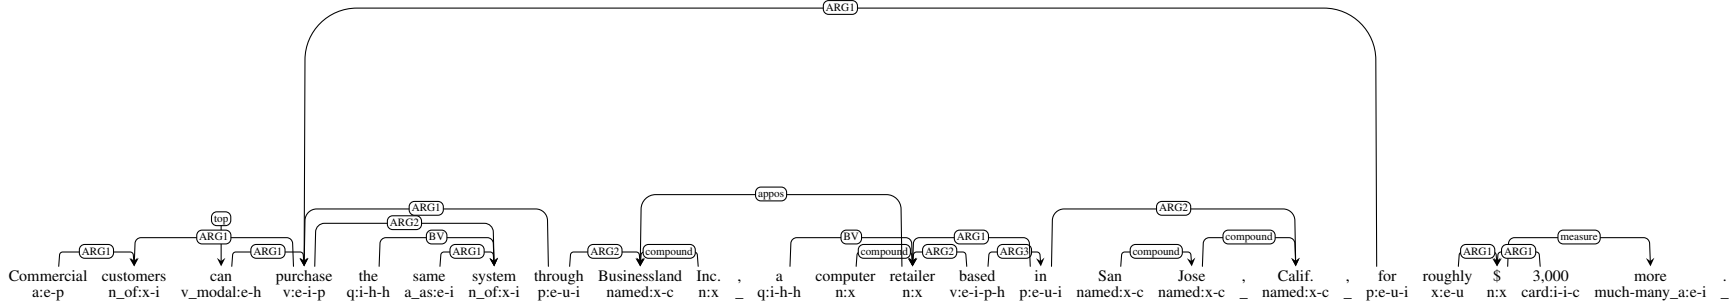 ARG1
appos
ARG1 ARG2
top ARG2
ARG1 BV BV ARG1 compound measure
ARG1 ARG1 ARG1 ARG2 compound compound ARG2 ARG3 compound ARG1 ARG1
Commercial customers can purchase the same system through Businessland Inc. , a computer retailer based in San Jose , Calif. , for roughly $ 3,000 more .
a:e-p n_of:x-i v_modal:e-h v:e-i-p q:i-h-h a_as:e-i n_of:x-i p:e-u-i named:x-c n:x _ q:i-h-h n:x n:x v:e-i-p-h p:e-u-i named:x-c named:x-c _ named:x-c _ p:e-u-i x:e-u n:x card:i-i-c much-many_a:e-i _